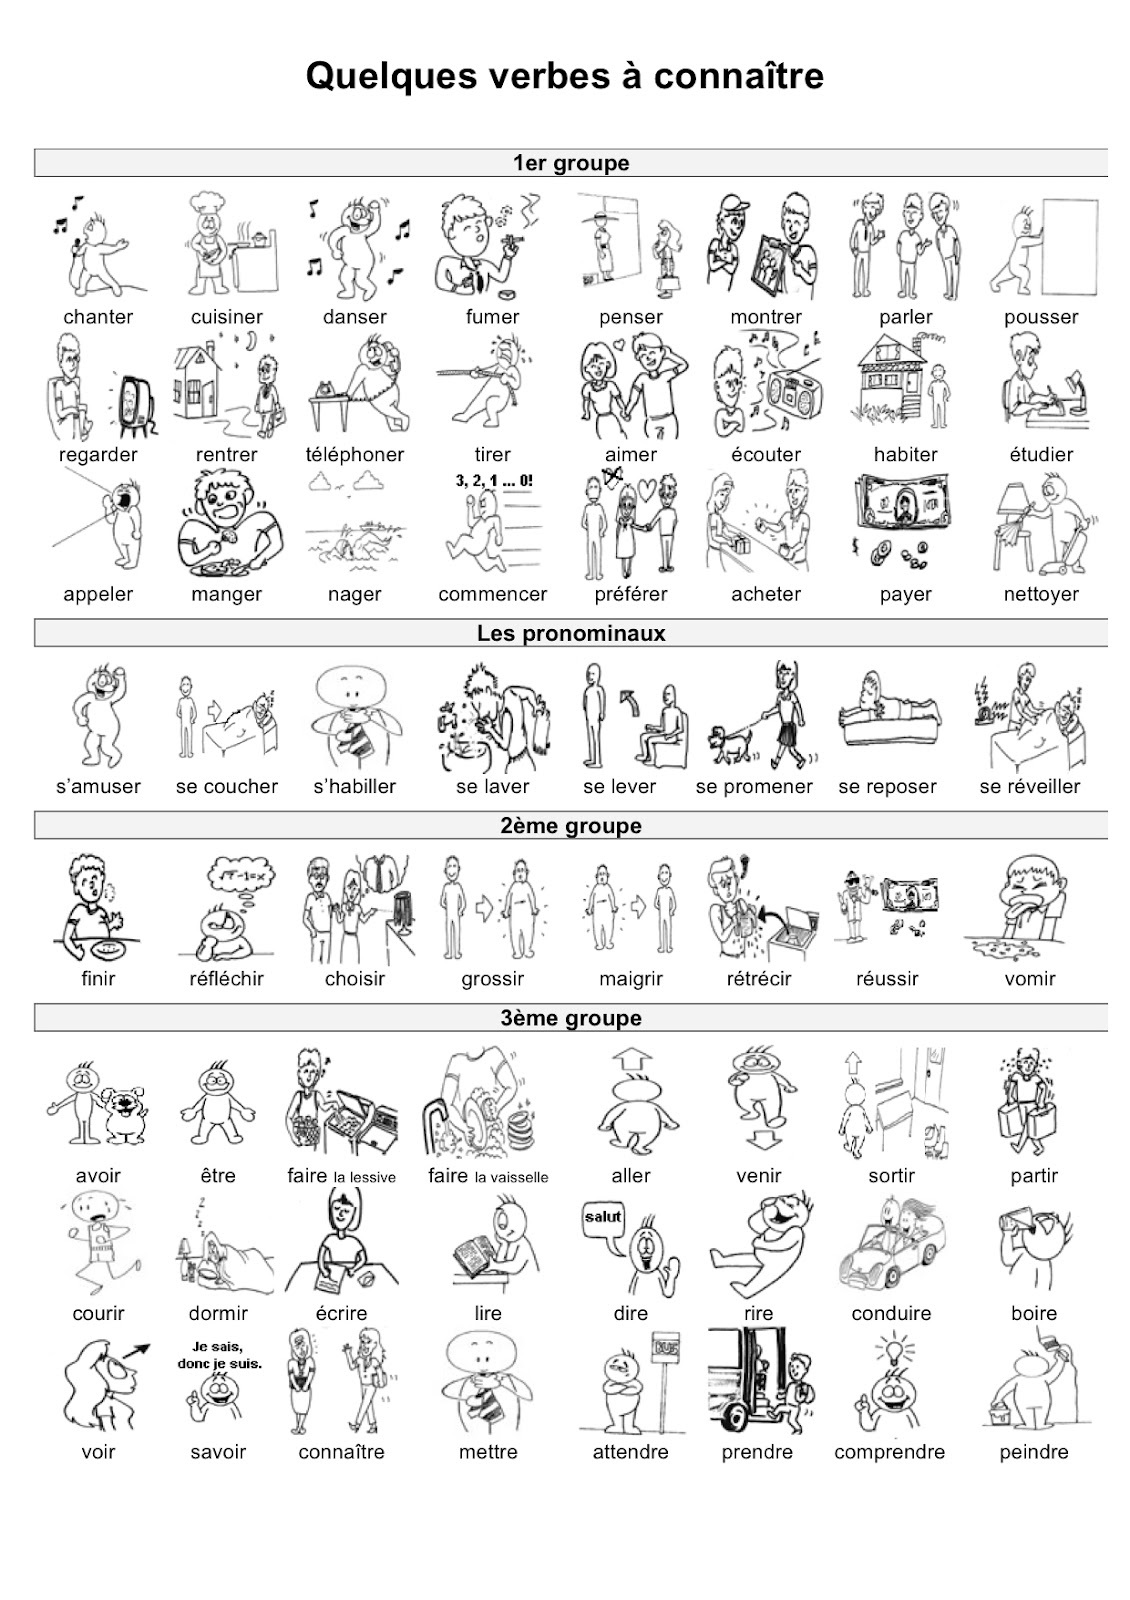 Quelques verbes à connaître
1er groupe
chanter cuisiner danser fumer penser montrer parler pousser
regarder rentrer téléphoner tirer aimer écouter habiter étudier
3, 2, 1 ... 0!
appeler manger nager commencer préférer acheter payer nettoyer
Les pronominaux
s'amuser se coucher s'habiller se laver se lever se promener se reposer se réveiller
2ème groupe
finir réfléchir choisir grossir maigrir rétrécir réussir vomir
3ème groupe
avoir être faire la lessive faire la vaisselle aller venir sortir partir
salut
courir dormir écrire lire dire rire conduire boire
Je sais,
donc je suis.
BUS
voir savoir connaître mettre attendre prendre comprendre peindre